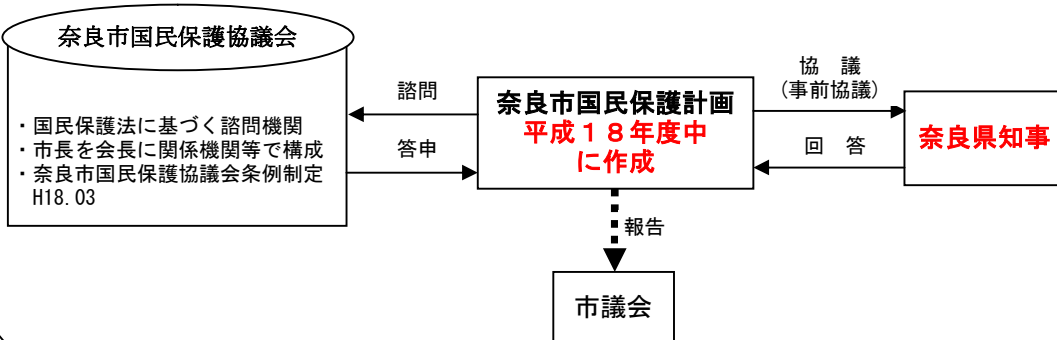 奈良市国民保護協議会
・国民保護法に基づく諮問機関
・市長を会長に関係機関等で構成
・奈良市国民保護協議会条例制定
H18.03
諮問
答申
奈良市国民保護計画
平成１８年度中
に作成
協　議
(事前協議)
回　答
奈良県知事
報告
市議会